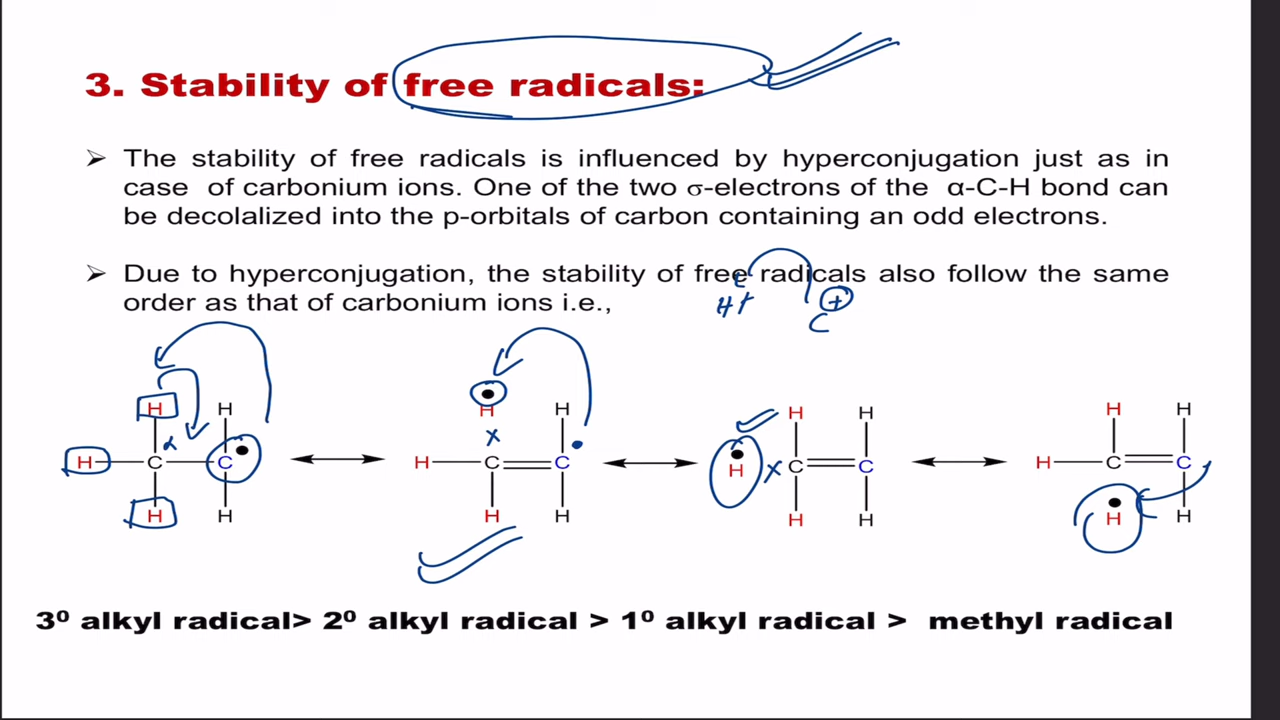 3. Stability of free radicals:
➢ The stability of free radicals is influenced by hyperconjugation just as in
case of carbonium ions. One of the two σ-electrons of the α-C-H bond can
be decolalized into the p-orbitals of carbon containing an odd electrons.
➢ Due to hyperconjugation, the stability of free radicals also follow the same
order as that of carbonium ions i.e.,
H +
C
H H H H H H H H
α x
H C C H C C H x C C H C C
H H H H H H H H
3⁰ alkyl radical> 2⁰ alkyl radical > 1⁰ alkyl radical > methyl radical